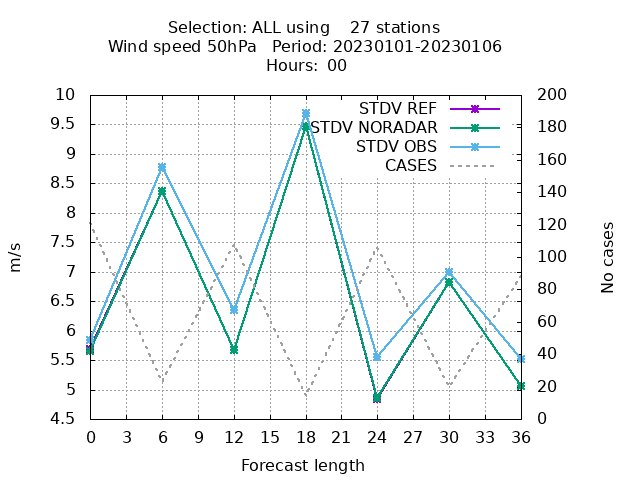 Selection: ALL using    27 stations
Wind speed 50hPa   Period: 20230101-20230106
Hours:  00
10
9.5
9
8.5
8
7.5
7
6.5
6
5.5
5
4.5
m/s
STDV REF
STDV NORADAR
STDV OBS
CASES
200
180
160
140
120
100
80
60
40
20
0
No cases
0 3 6 9 12 15 18 21 24 27 30 33 36
Forecast length